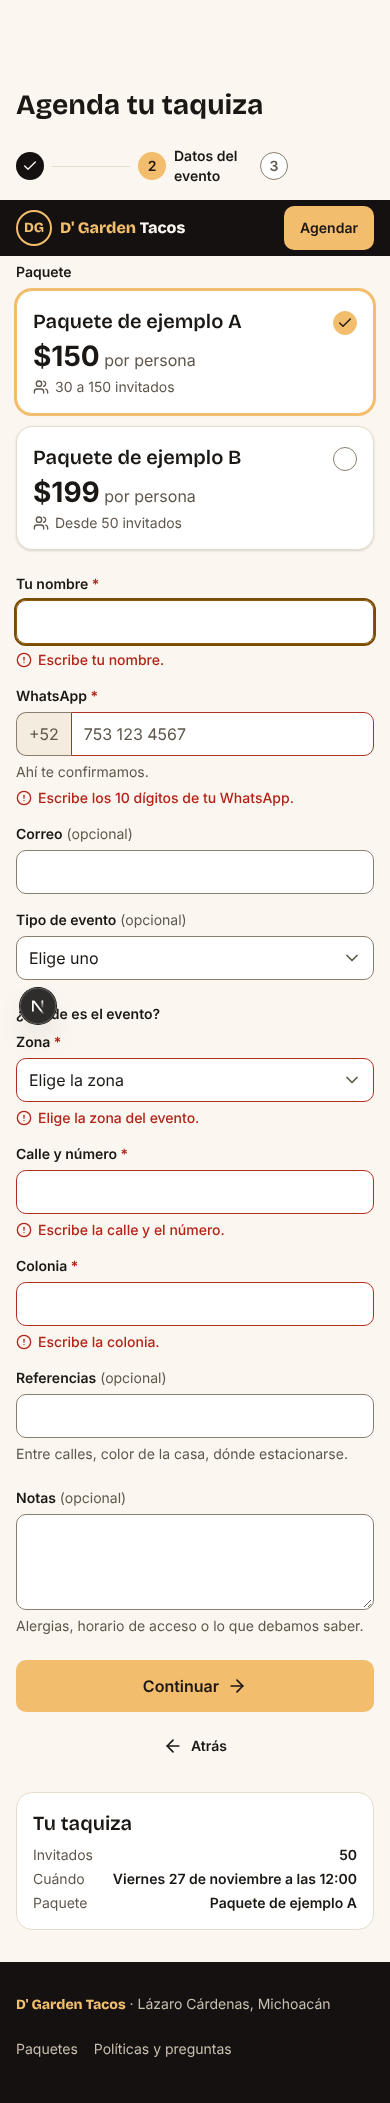 Agenda tu taquiza
2 Datos del evento 3
DG D' Garden Tacos Agendar
Paquete
Paquete de ejemplo A
$150 por persona
30 a 150 invitados
Paquete de ejemplo B
$199 por persona
Desde 50 invitados
Tu nombre *
Escribe tu nombre.
WhatsApp *
+52 753 123 4567
Ahí te confirmamos.
Escribe los 10 dígitos de tu WhatsApp.
Correo (opcional)
Tipo de evento (opcional)
Elige uno
N es el evento?
Zona *
Elige la zona
Elige la zona del evento.
Calle y número *
Escribe la calle y el número.
Colonia *
Escribe la colonia.
Referencias (opcional)
Entre calles, color de la casa, dónde estacionarse.
Notas (opcional)
Alergias, horario de acceso o lo que debamos saber.
Continuar
Atrás
Tu taquiza
Invitados 50
Cuándo Viernes 27 de noviembre a las 12:00
Paquete Paquete de ejemplo A
D' Garden Tacos · Lázaro Cárdenas, Michoacán
Paquetes Políticas y preguntas